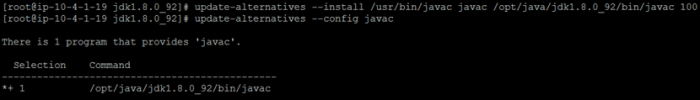 [root@ip-10-4-1-19 jdk1.8.0_92]# update-alternatives --install /usr/bin/javac javac /opt/java/jdk1.8.0_92/bin/javac 100
[root@ip-10-4-1-19 jdk1.8.0_92]# update-alternatives --config javac
There is 1 program that provides 'javac'.
Selection    Command
-----------------------------------------------
*+ 1           /opt/java/jdk1.8.0_92/bin/javac